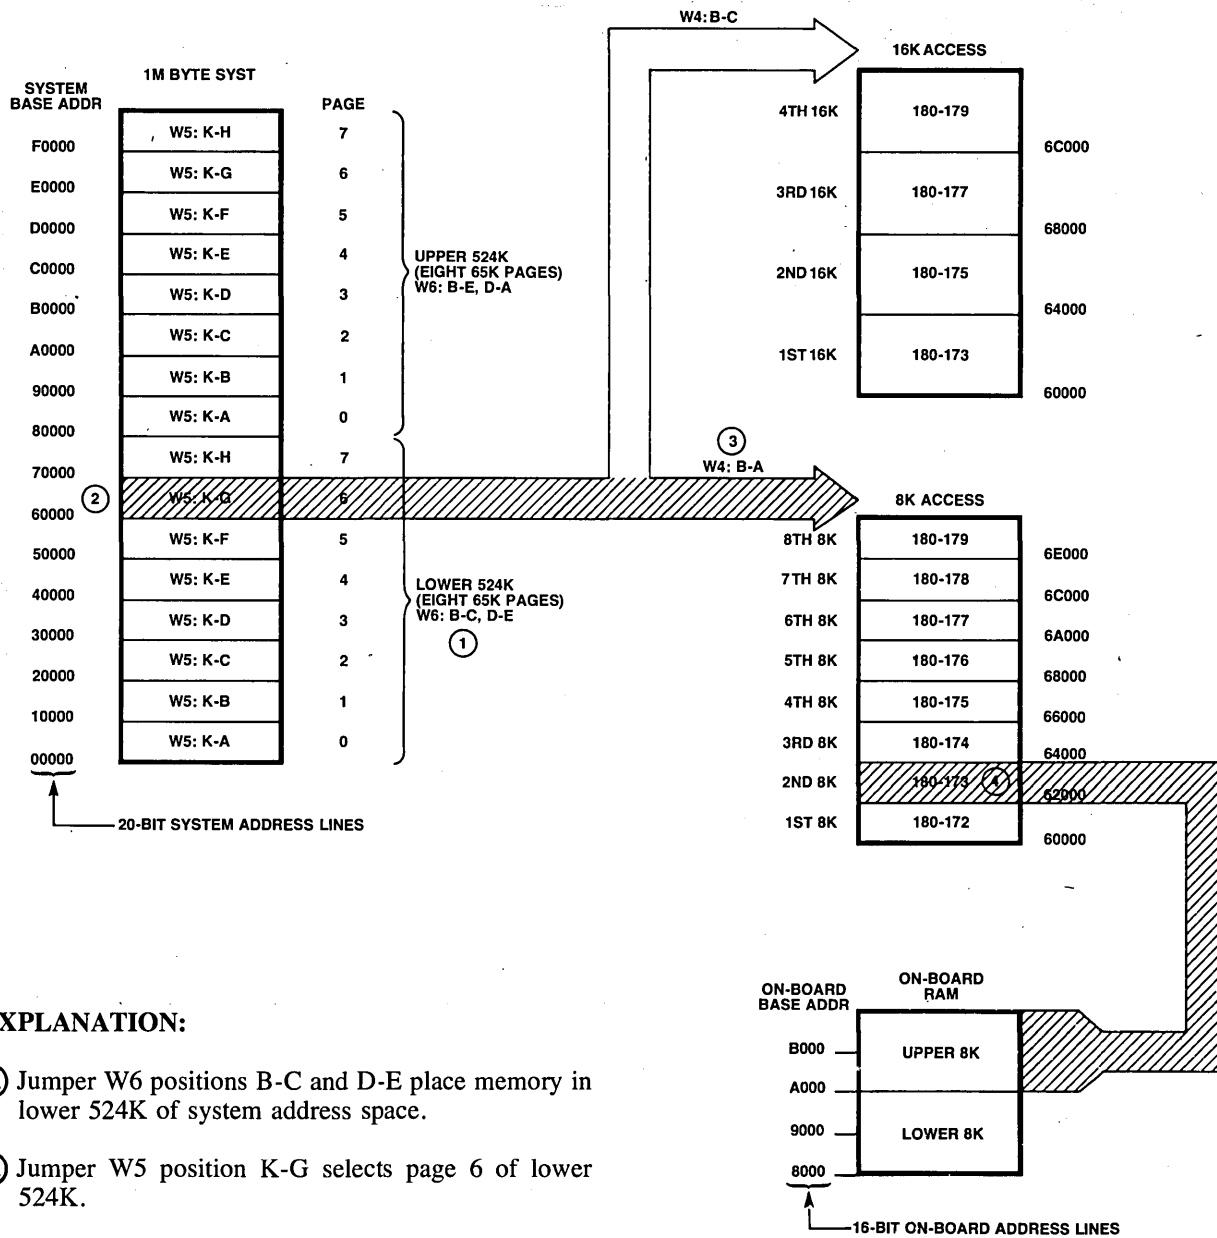 W4: B-C
16K ACCESS
1M BYTE SYST
SYSTEM
BASE ADDR
PAGE
W5: K-H 7
F0000
W5: K-G 6
E0000
W5: K-F 5
D0000
W5: K-E 4
C0000
W5: K-D 3
B0000
W5: K-C 2
A0000
W5: K-B 1
90000
W5: K-A 0
80000
W5: K-H 7
70000
2 W5: K-G 6
60000
W5: K-F 5
50000
W5: K-E 4
40000
W5: K-D 3
30000
W5: K-C 2
20000
W5: K-B 1
10000
W5: K-A 0
00000
20-BIT SYSTEM ADDRESS LINES
UPPER 524K
(EIGHT 65K PAGES)
W6: B-E, D-A
LOWER 524K
(EIGHT 65K PAGES)
W6: B-C, D-E
1
4TH 16K 180-179
6C000
3RD 16K 180-177
68000
2ND 16K 180-175
64000
1ST 16K 180-173
60000
3
W4: B-A
8K ACCESS
8TH 8K 180-179
6E000
7TH 8K 180-178
6C000
6TH 8K 180-177
6A000
5TH 8K 180-176
68000
4TH 8K 180-175
66000
3RD 8K 180-174
64000
2ND 8K 180-173 4
62000
1ST 8K 180-172
60000
ON-BOARD
BASE ADDR
ON-BOARD
RAM
B000 UPPER 8K
A000
9000 LOWER 8K
8000
16-BIT ON-BOARD ADDRESS LINES
XPLANATION:
Jumper W6 positions B-C and D-E place memory in
lower 524K of system address space.
Jumper W5 position K-G selects page 6 of lower
524K.